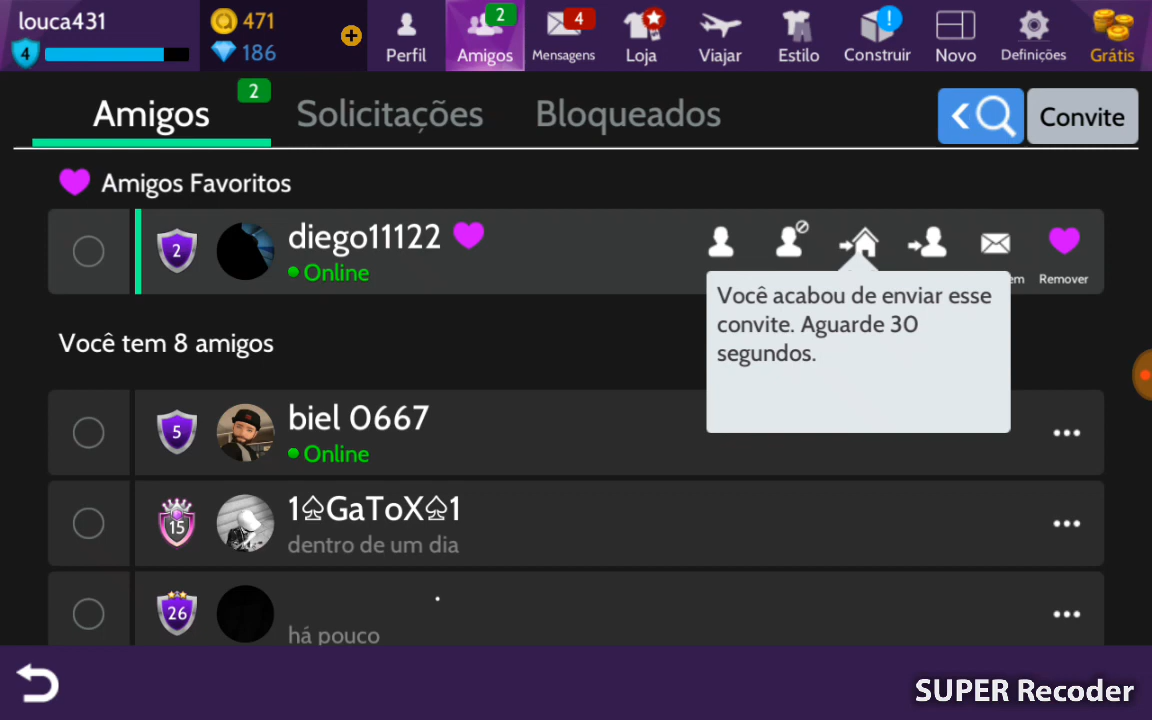 louca431
4
471
186
2
4
Perfil
Amigos
Mensagens
Loja
Viajar
Estilo
Construir
Novo
Definições
Grátis
Amigos
2
Solicitações
Bloqueados
Convite
Amigos Favoritos
2
diego11122
Online
em
Remover
Você acabou de enviar esse
convite. Aguarde 30
segundos.
Você tem 8 amigos
5
biel 0667
Online
15
1♤GaToX♤1
dentro de um dia
26
há pouco
SUPER Recoder